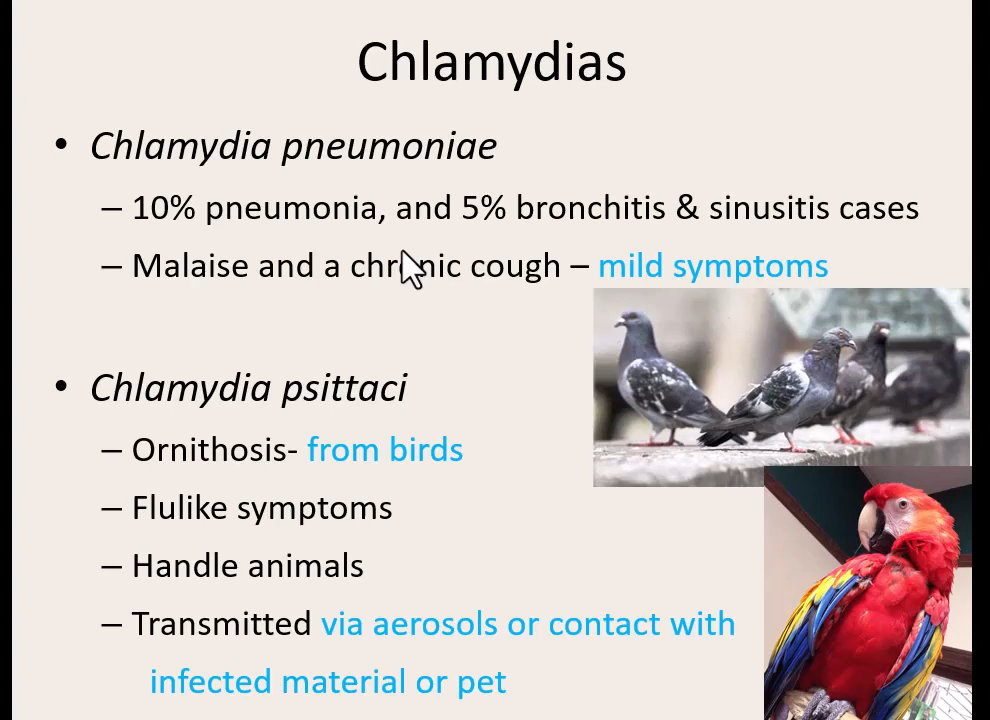 Chlamydias
• Chlamydia pneumoniae
– 10% pneumonia, and 5% bronchitis & sinusitis cases
– Malaise and a chronic cough – mild symptoms
• Chlamydia psittaci
– Ornithosis- from birds
– Flulike symptoms
– Handle animals
– Transmitted via aerosols or contact with
infected material or pet